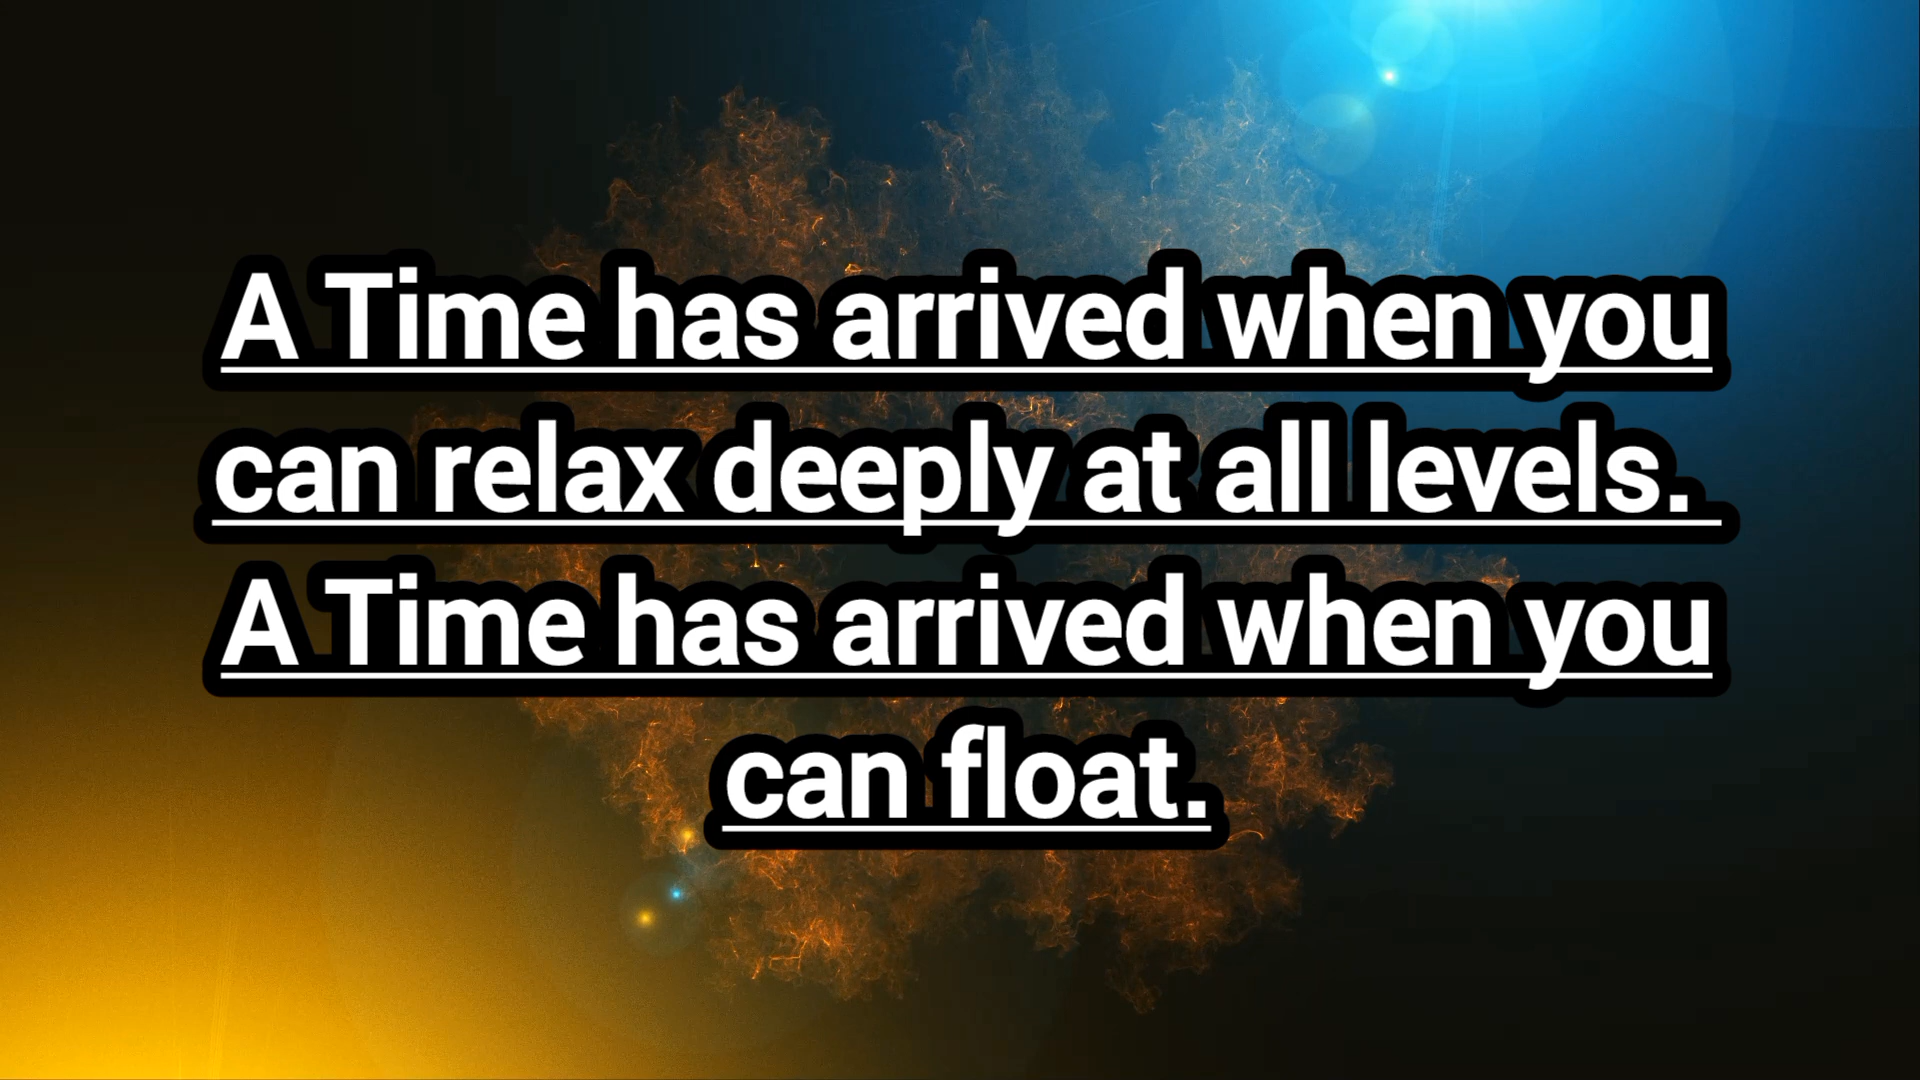 A Time has arrived when you
can relax deeply at all levels.
A Time has arrived when you
can float.